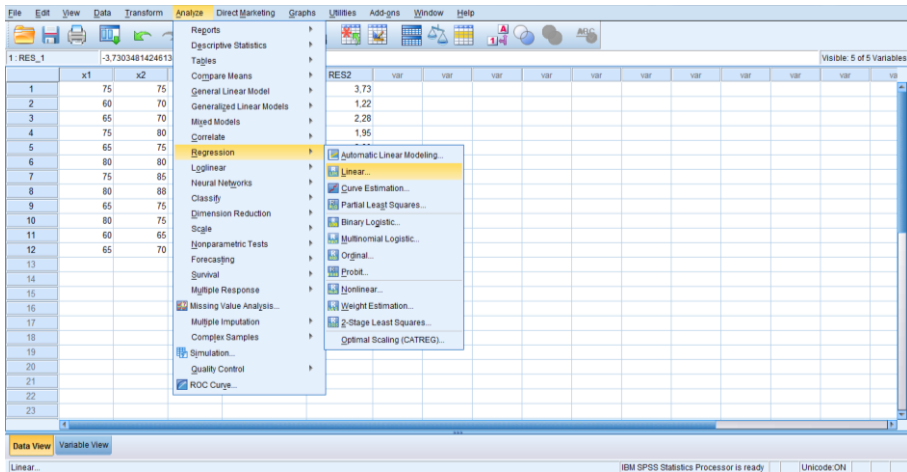 File Edit View Data Transform Analyze Direct Marketing Graphs Utilities Add-ons Window Help
1 : RES_1 -3,7303481424613 Visible: 5 of 5 Variables
x1 x2 RES2 var var var var var var var var var va
1 75 75 3,73
2 60 70 1,22
3 65 70 2,28
4 75 80 1,95
5 65 75
6 80 80
7 75 85
8 80 88
9 65 75
10 80 75
11 60 65
12 65 70
13
14
15
16
17
18
19
20
21
22
23
Reports
Descriptive Statistics
Tables
Compare Means
General Linear Model
Generalized Linear Models
Mixed Models
Correlate
Regression
Loglinear
Neural Networks
Classify
Dimension Reduction
Scale
Nonparametric Tests
Forecasting
Survival
Multiple Response
Missing Value Analysis...
Multiple Imputation
Complex Samples
Simulation...
Quality Control
ROC Curve...
Automatic Linear Modeling...
Linear...
Curve Estimation...
Partial Least Squares...
Binary Logistic...
Multinomial Logistic...
Ordinal...
Probit...
Nonlinear...
Weight Estimation...
2-Stage Least Squares...
Optimal Scaling (CATREG)...
Data View Variable View
Linear... IBM SPSS Statistics Processor is ready Unicode:ON